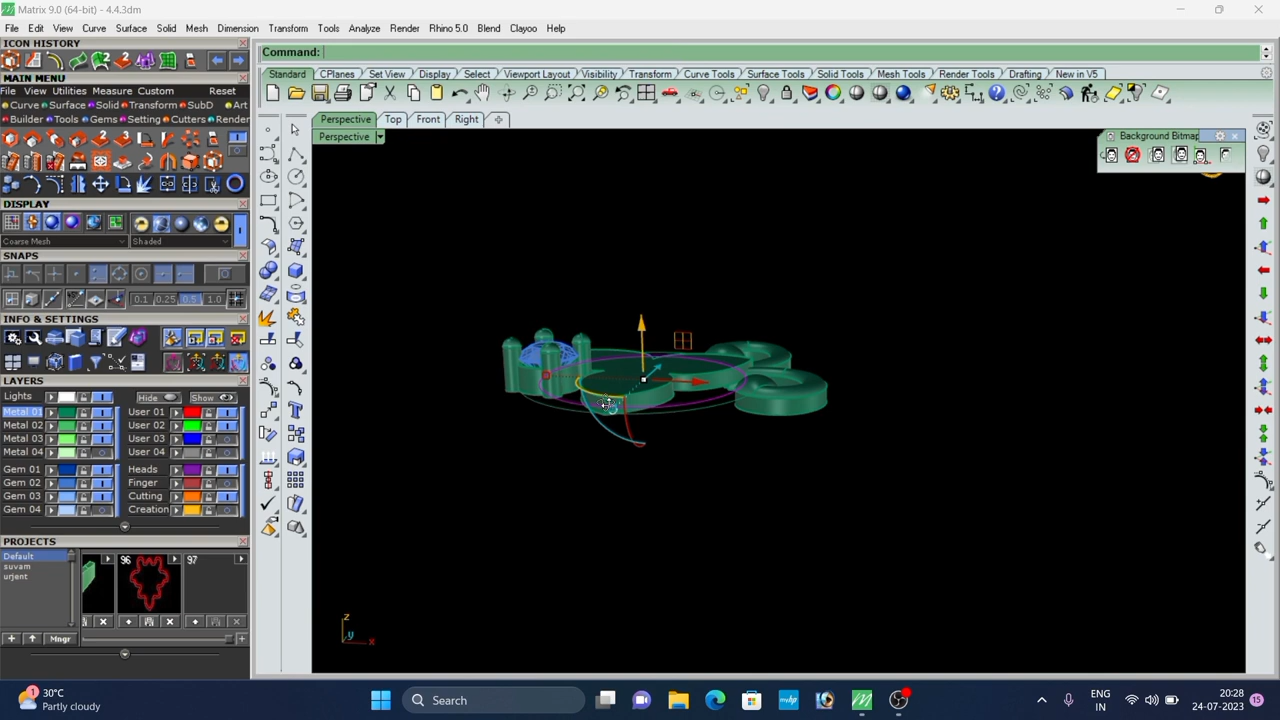 Matrix 9.0 (64-bit) - 4.4.3dm
File Edit View Curve Surface Solid Mesh Dimension Transform Tools Analyze Render Rhino 5.0 Blend Clayoo Help
ICON HISTORY
Command:
MAIN MENU
Standard CPlanes Set View Display Select Viewport Layout Visibility Transform Curve Tools Surface Tools Solid Tools Mesh Tools Render Tools Drafting New in V5
File View Utilities Measure Custom Reset
Curve Surface Solid Transform SubD Art
Builder Tools Gems Setting Cutters Render
Perspective Top Front Right
Perspective
Background Bitmap
DISPLAY
Coarse Mesh Shaded
SNAPS
0.1 0.25 0.5 1.0
INFO & SETTINGS
LAYERS
Lights Hide Show
Metal 01 User 01
Metal 02 User 02
Metal 03 User 03
Metal 04 User 04
Gem 01 Heads
Gem 02 Finger
Gem 03 Cutting
Gem 04 Creation
PROJECTS
Default
suvam
urjent
96 97
Mngr
z
y
x
30°C
Partly cloudy
1
Search
ENG
IN
20:28
24-07-2023
15